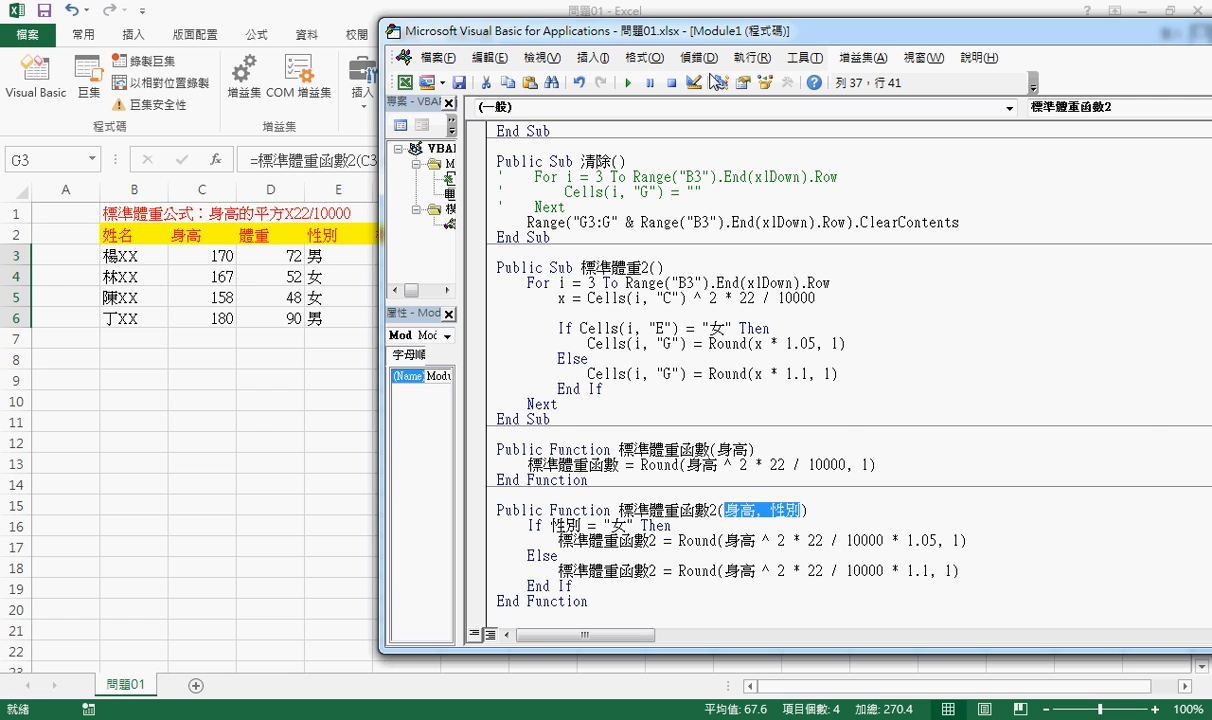 問題01 - Excel
檔案 常用 插入 版面配置 公式 資料 校閱
Visual Basic 巨集 錄製巨集 以相對位置錄製 巨集安全性 增益集 COM 增益集 插入
程式碼 增益集
G3 =標準體重函數2(C3
A B C D E
1 標準體重公式：身高的平方X22/10000
2 姓名 身高 體重 性別
3 楊XX 170 72 男
4 林XX 167 52 女
5 陳XX 158 48 女
6 丁XX 180 90 男
7
8
9
10
11
12
13
14
15
16
17
18
19
20
21
22
23
問題01
就緒 平均值: 67.6 項目個數: 4 加總: 270.4 100%
Microsoft Visual Basic for Applications - 問題01.xlsx - [Module1 (程式碼)]
檔案(F) 編輯(E) 檢視(V) 插入(I) 格式(O) 偵錯(D) 執行(R) 工具(T) 增益集(A) 視窗(W) 說明(H)
列 37，行 41
專案 - VBA
VBA
屬性 - Mod
Mod Mod
字母順
(Name) Modu
(一般) 標準體重函數2
End Sub
Public Sub 清除()
'    For i = 3 To Range("B3").End(xlDown).Row
'        Cells(i, "G") = ""
'    Next
    Range("G3:G" & Range("B3").End(xlDown).Row).ClearContents
End Sub
Public Sub 標準體重2()
    For i = 3 To Range("B3").End(xlDown).Row
        x = Cells(i, "C") ^ 2 * 22 / 10000
        If Cells(i, "E") = "女" Then
            Cells(i, "G") = Round(x * 1.05, 1)
        Else
            Cells(i, "G") = Round(x * 1.1, 1)
        End If
    Next
End Sub
Public Function 標準體重函數(身高)
    標準體重函數 = Round(身高 ^ 2 * 22 / 10000, 1)
End Function
Public Function 標準體重函數2(身高, 性別)
    If 性別 = "女" Then
        標準體重函數2 = Round(身高 ^ 2 * 22 / 10000 * 1.05, 1)
    Else
        標準體重函數2 = Round(身高 ^ 2 * 22 / 10000 * 1.1, 1)
    End If
End Function